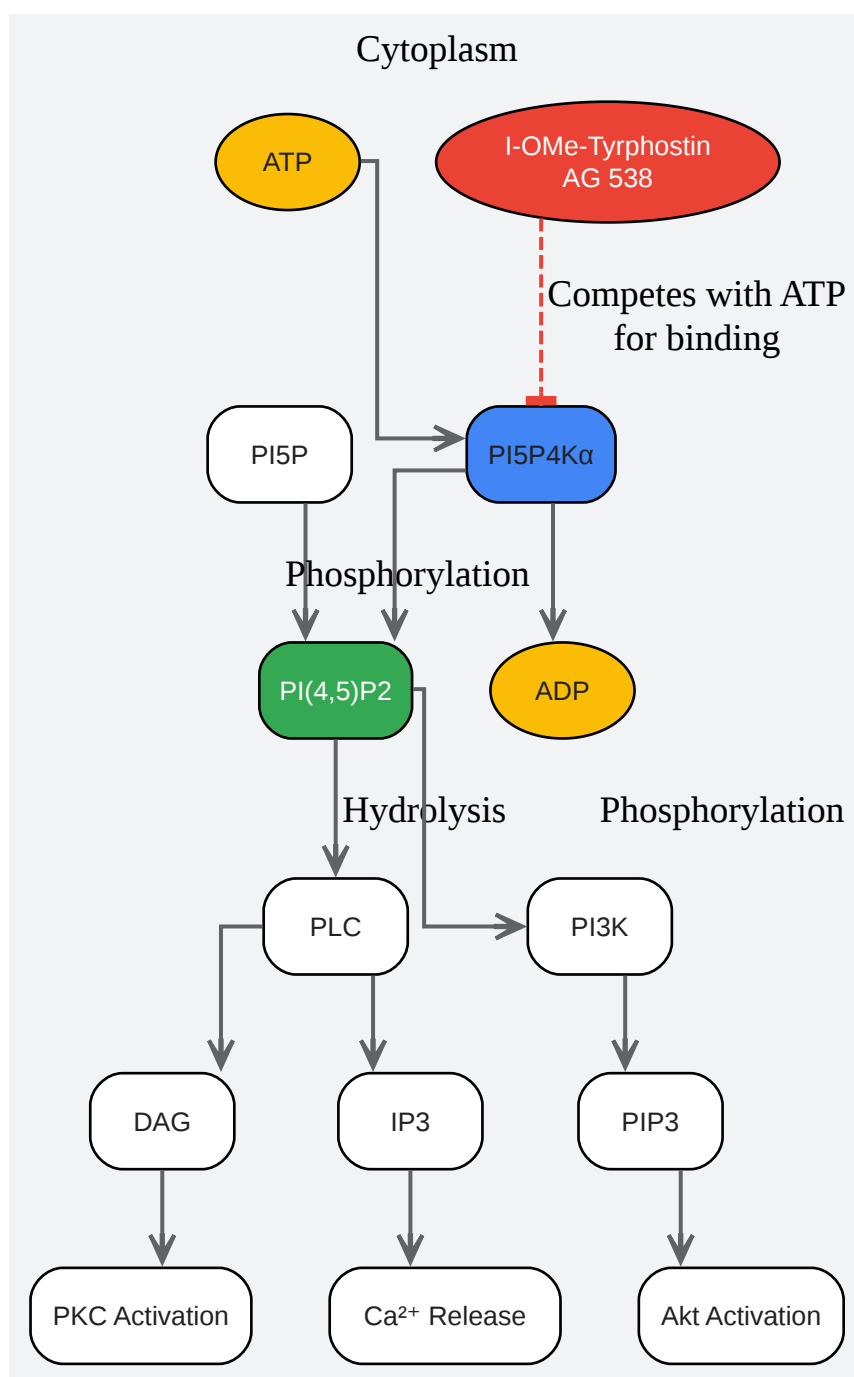 Cytoplasm
ATP
I-OMe-Tyrphostin
AG 538
Competes with ATP
for binding
PI5P
PI5P4Kα
Phosphorylation
PI(4,5)P2
ADP
Hydrolysis
Phosphorylation
PLC
PI3K
DAG
IP3
PIP3
PKC Activation
Ca²⁺ Release
Akt Activation